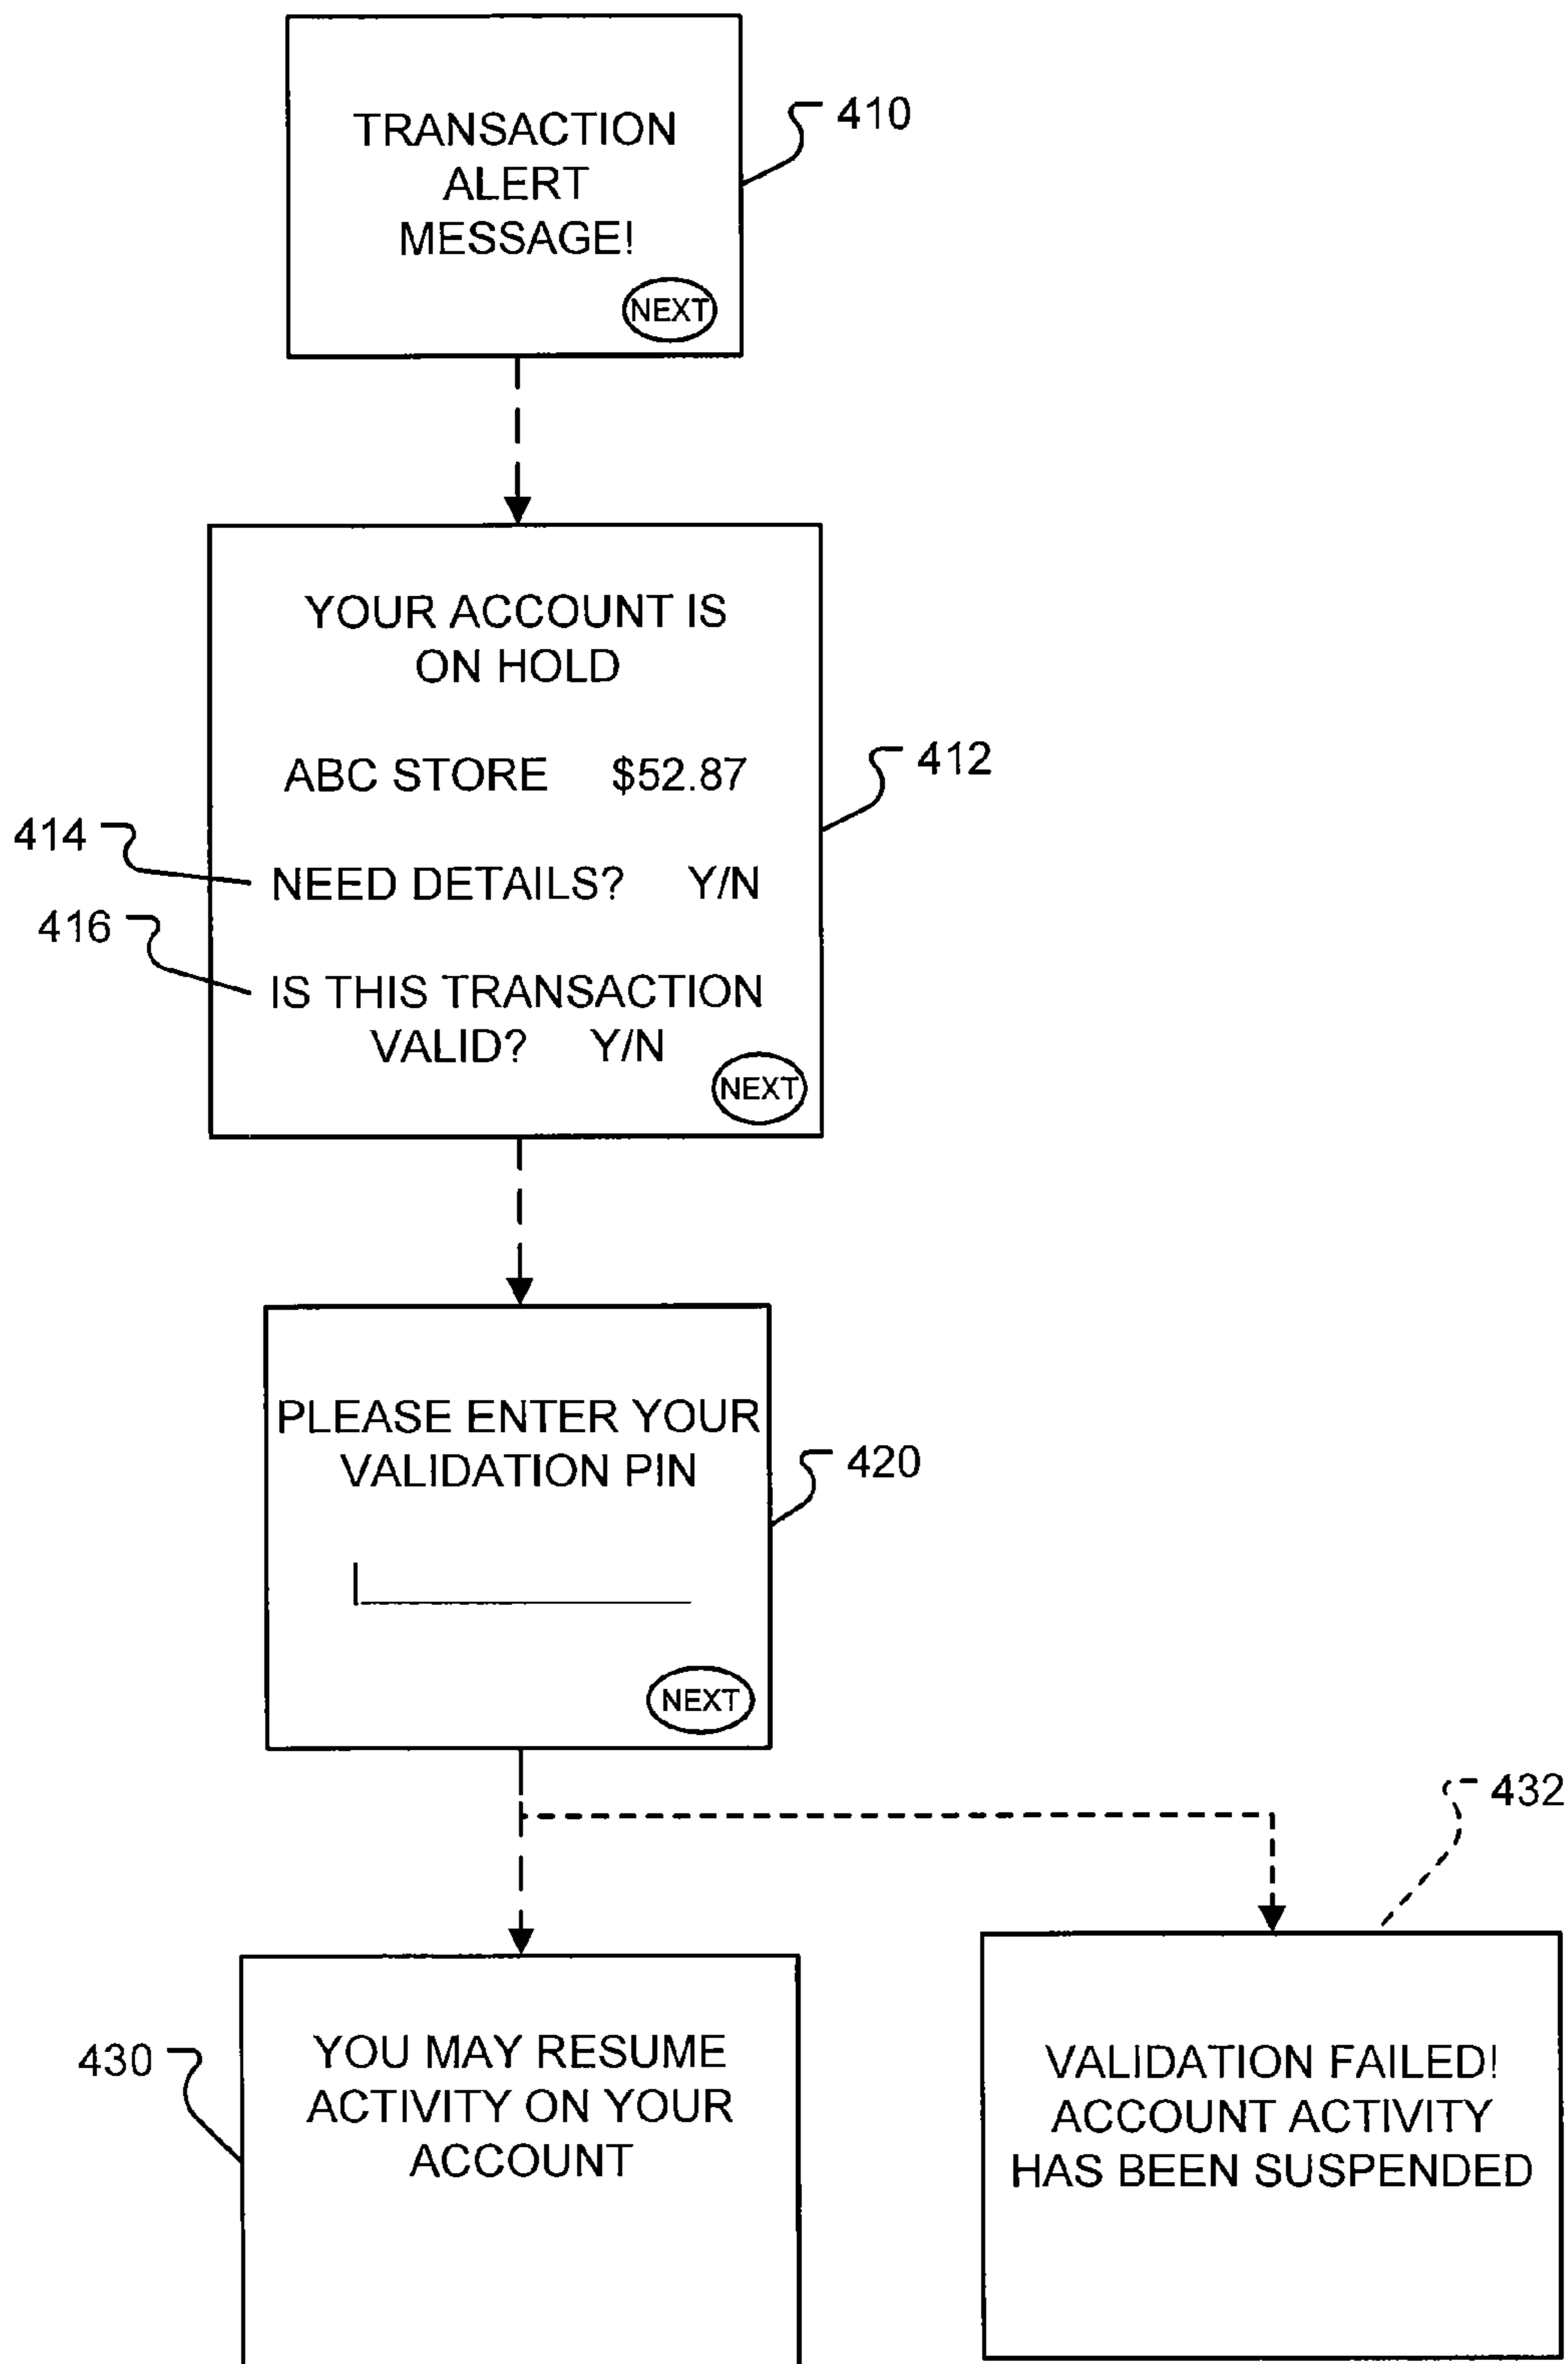 TRANSACTION
ALERT
MESSAGE!
NEXT
410
YOUR ACCOUNT IS
ON HOLD
ABC STORE $52.87
412
414
NEED DETAILS? Y/N
416
IS THIS TRANSACTION
VALID? Y/N
NEXT
PLEASE ENTER YOUR
VALIDATION PIN
420
NEXT
432
430
YOU MAY RESUME
ACTIVITY ON YOUR
ACCOUNT
VALIDATION FAILED!
ACCOUNT ACTIVITY
HAS BEEN SUSPENDED